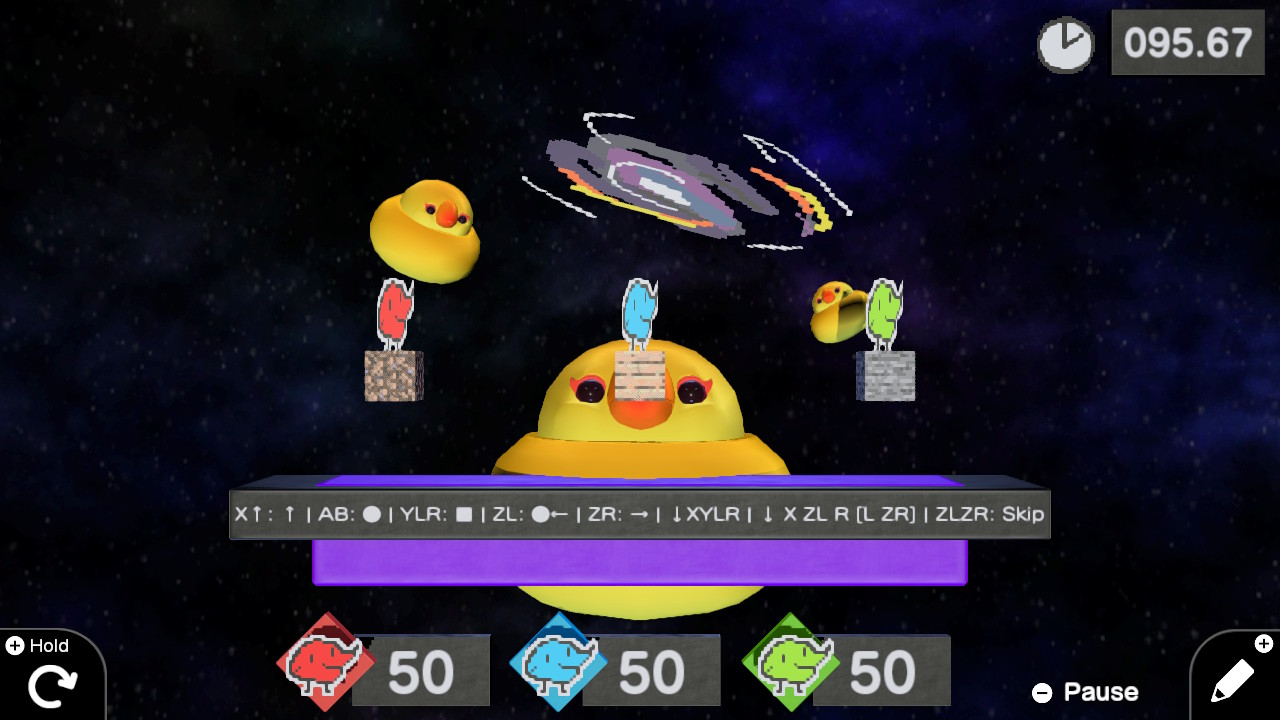 095.67
X↑: ↑ | AB: ● | YLR: ■ | ZL: ●← | ZR: → | ↓XYLR | ↓ X ZL R [L ZR] | ZLZR: Skip
50 50 50
+ Hold
− Pause